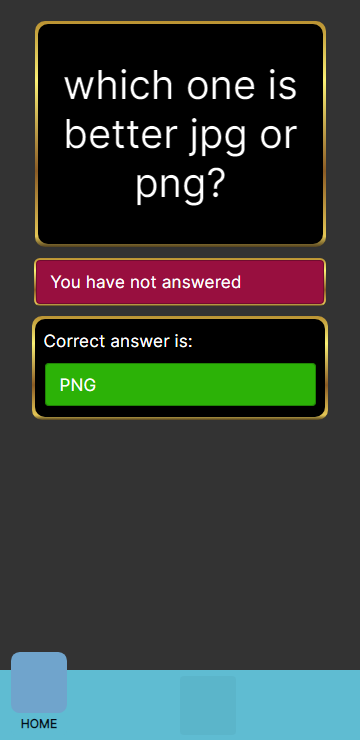 which one is
better jpg or
png?
You have not answered
Correct answer is:
PNG
HOME